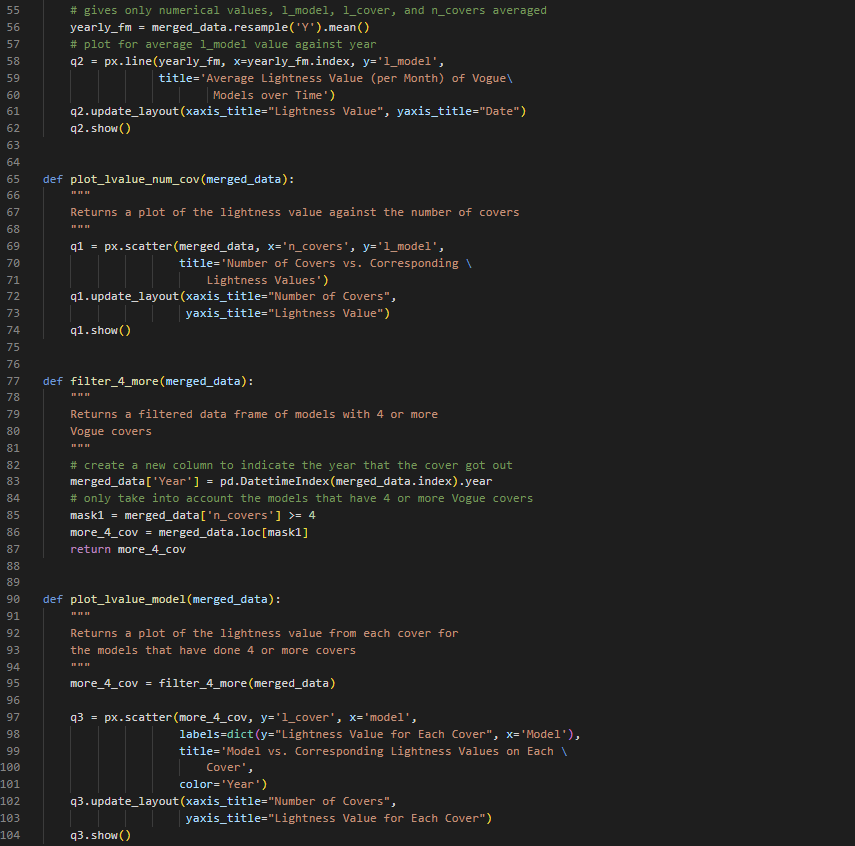 55 # gives only numerical values, l_model, l_cover, and n_covers averaged
56 yearly_fm = merged_data.resample('Y').mean()
57 # plot for average l_model value against year
58 q2 = px.line(yearly_fm, x=yearly_fm.index, y='l_model',
59 title='Average Lightness Value (per Month) of Vogue\
60 Models over Time')
61 q2.update_layout(xaxis_title="Lightness Value", yaxis_title="Date")
62 q2.show()
63
64
65 def plot_lvalue_num_cov(merged_data):
66 """
67 Returns a plot of the lightness value against the number of covers
68 """
69 q1 = px.scatter(merged_data, x='n_covers', y='l_model',
70 title='Number of Covers vs. Corresponding \
71 Lightness Values')
72 q1.update_layout(xaxis_title="Number of Covers",
73 yaxis_title="Lightness Value")
74 q1.show()
75
76
77 def filter_4_more(merged_data):
78 """
79 Returns a filtered data frame of models with 4 or more
80 Vogue covers
81 """
82 # create a new column to indicate the year that the cover got out
83 merged_data['Year'] = pd.DatetimeIndex(merged_data.index).year
84 # only take into account the models that have 4 or more Vogue covers
85 mask1 = merged_data['n_covers'] >= 4
86 more_4_cov = merged_data.loc[mask1]
87 return more_4_cov
88
89
90 def plot_lvalue_model(merged_data):
91 """
92 Returns a plot of the lightness value from each cover for
93 the models that have done 4 or more covers
94 """
95 more_4_cov = filter_4_more(merged_data)
96
97 q3 = px.scatter(more_4_cov, y='l_cover', x='model',
98 labels=dict(y="Lightness Value for Each Cover", x='Model'),
99 title='Model vs. Corresponding Lightness Values on Each \
100 Cover',
101 color='Year')
102 q3.update_layout(xaxis_title="Number of Covers",
103 yaxis_title="Lightness Value for Each Cover")
104 q3.show()